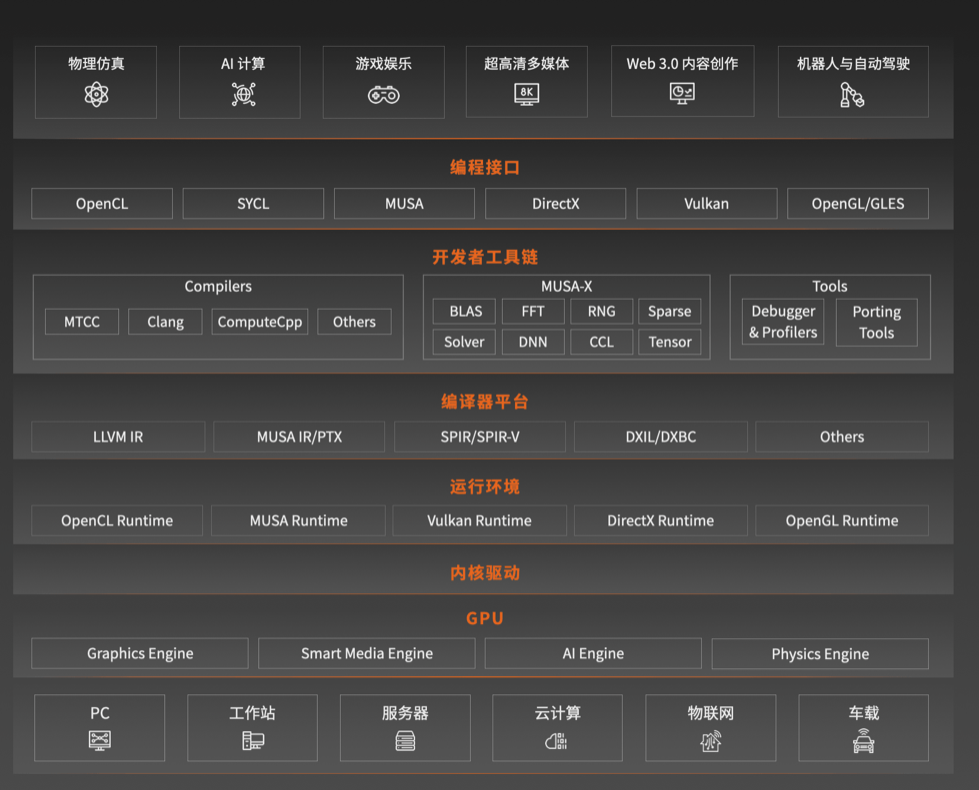 物理仿真
AI 计算
游戏娱乐
超高清多媒体
8K
Web 3.0 内容创作
机器人与自动驾驶
编程接口
OpenCL
SYCL
MUSA
DirectX
Vulkan
OpenGL/GLES
开发者工具链
Compilers
MTCC
Clang
ComputeCpp
Others
MUSA-X
BLAS
FFT
RNG
Sparse
Solver
DNN
CCL
Tensor
Tools
Debugger
& Profilers
Porting
Tools
编译器平台
LLVM IR
MUSA IR/PTX
SPIR/SPIR-V
DXIL/DXBC
Others
运行环境
OpenCL Runtime
MUSA Runtime
Vulkan Runtime
DirectX Runtime
OpenGL Runtime
内核驱动
GPU
Graphics Engine
Smart Media Engine
AI Engine
Physics Engine
PC
工作站
服务器
云计算
物联网
车载